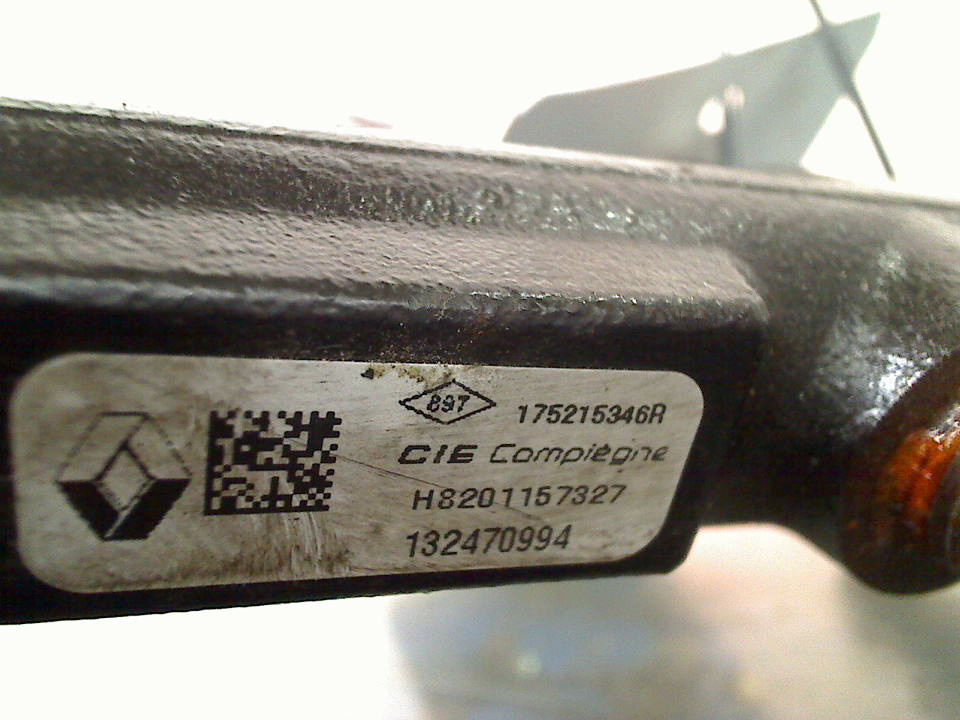 897
175215346R
CIE Compiègne
H8201157327
132470994